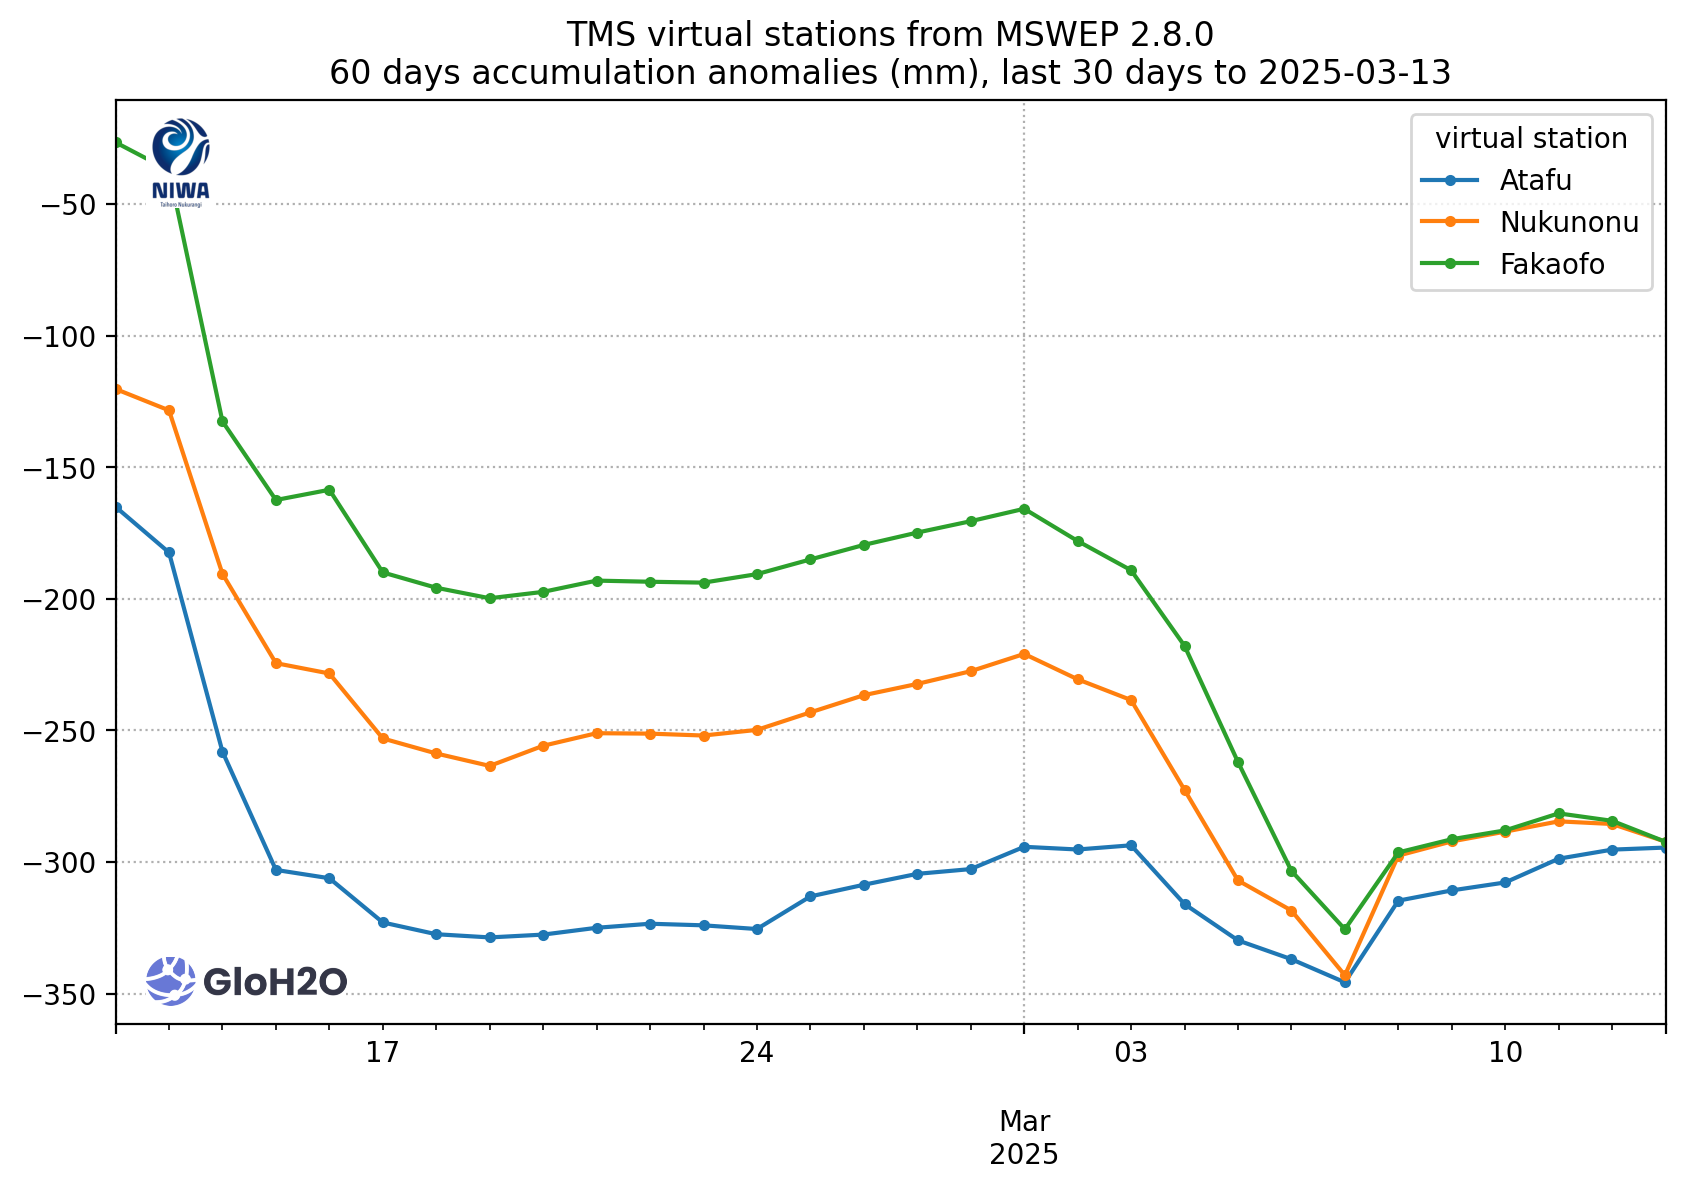 TMS virtual stations from MSWEP 2.8.0
60 days accumulation anomalies (mm), last 30 days to 2025-03-13
NIWA
Taihoro Nukurangi
virtual station
Atafu
Nukunonu
Fakaofo
−50
−100
−150
−200
−250
−300
−350
GloH2O
17
24
03
10
Mar
2025